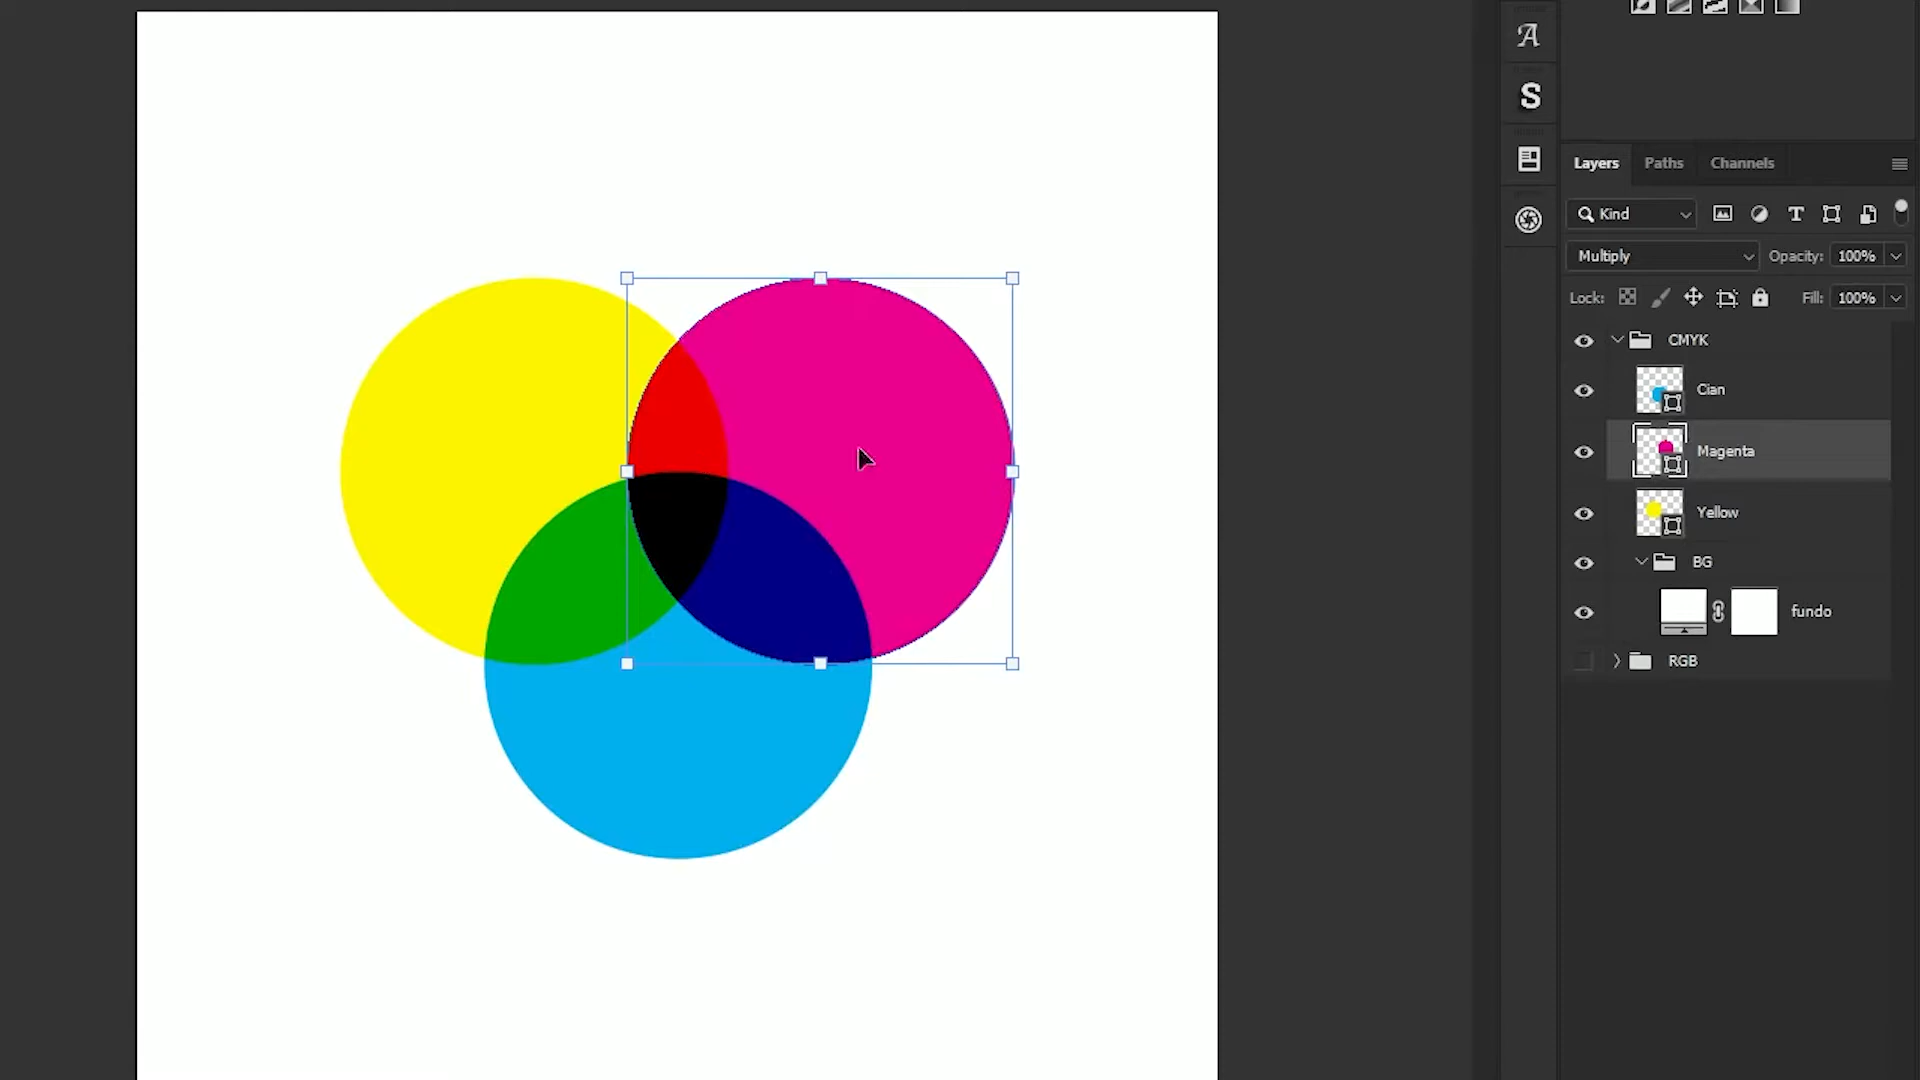 A
S
Layers Paths Channels
Kind
Multiply Opacity: 100%
Lock: Fill: 100%
CMYK
Cian
Magenta
Yellow
BG
fundo
RGB